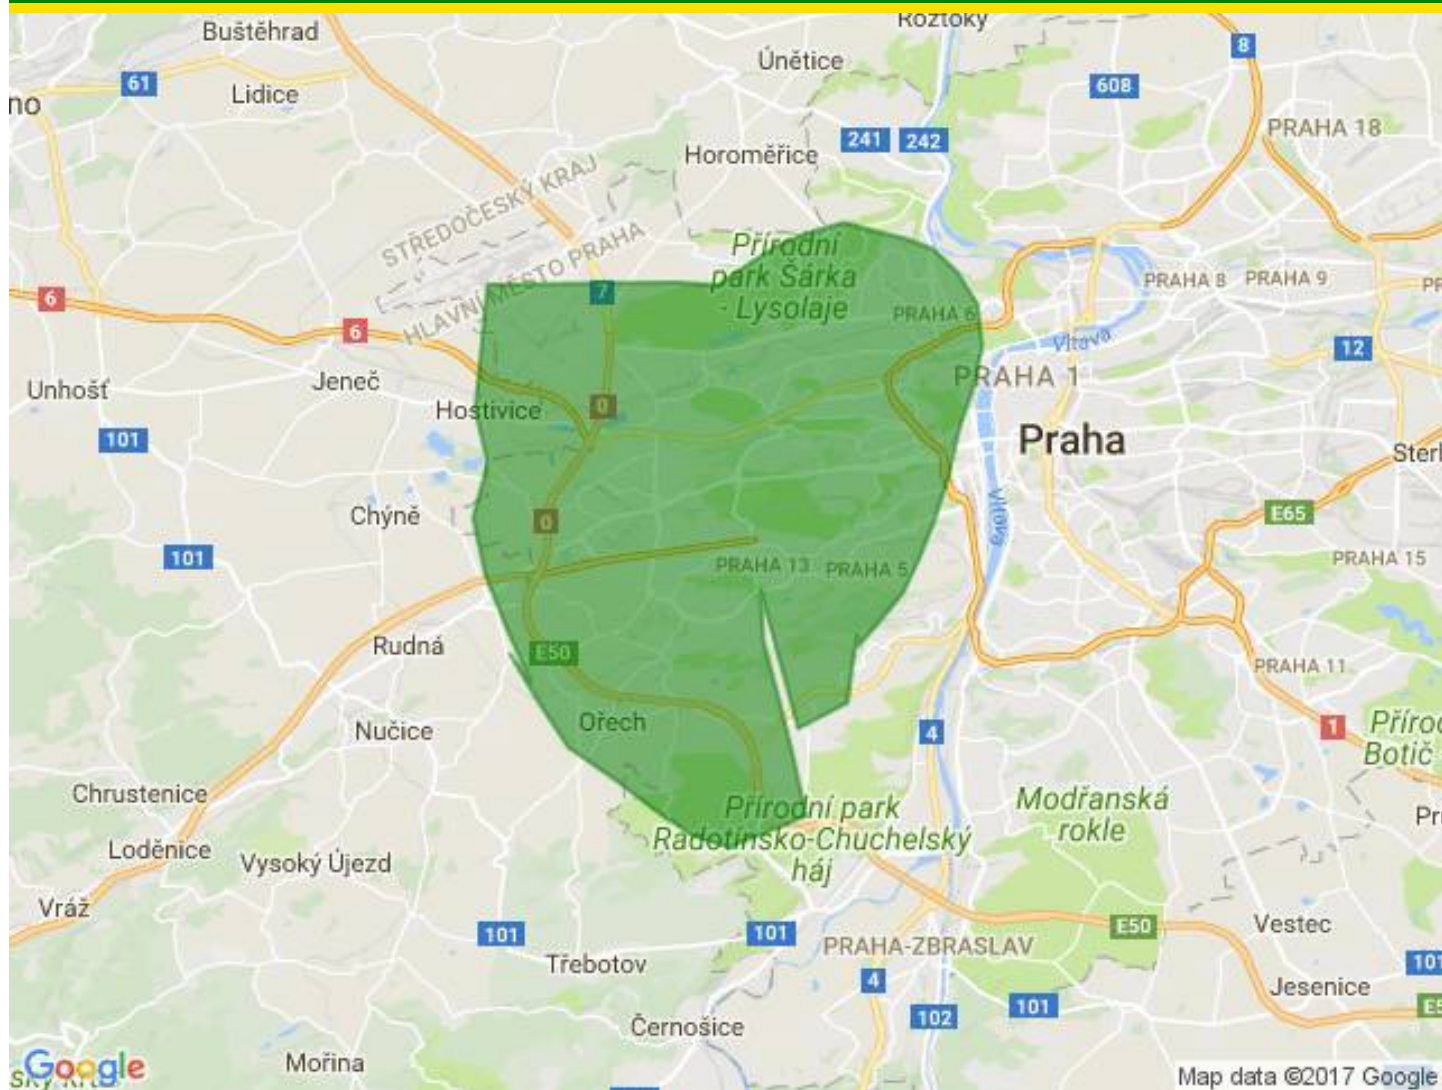 Roztoky
Buštěhrad
Únětice
8
61
608
Lidice
no
PRAHA 18
241
242
Horoměřice
STŘEDOČESKÝ KRAJ
HLAVNÍ MĚSTO PRAHA
Přírodní
park Šárka
- Lysolaje
PRAHA 8
PRAHA 9
6
7
PRAHA 6
6
Vltava
12
Jeneč
PRAHA 1
Unhošť
Hostivice
0
101
Praha
Chýně
0
Vltava
E65
101
PRAHA 13
PRAHA 5
PRAHA 15
Rudná
E50
PRAHA 11
Nučice
Ořech
4
1
Botič
Chrustenice
Přírodní park
Radotínsko-Chuchelský
háj
Modřanská
rokle
Loděnice
Vysoký Újezd
Vráž
101
101
PRAHA-ZBRASLAV
E50
Vestec
Třebotov
4
101
Jesenice
Černošice
102
101
Mořina
Google
Map data ©2017 Google